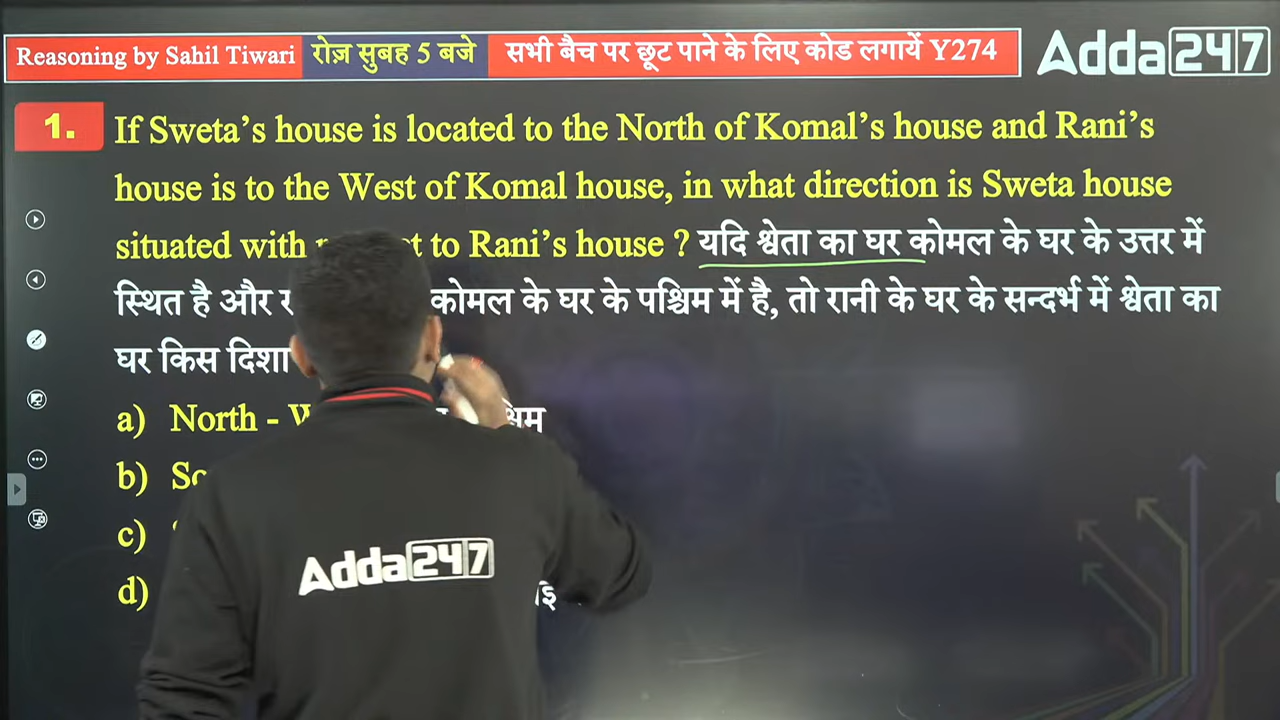 Reasoning by Sahil Tiwari रोज़ सुबह 5 बजे सभी बैच पर छूट पाने के लिए कोड लगायें Y274 Adda247
1. If Sweta's house is located to the North of Komal's house and Rani's
house is to the West of Komal house, in what direction is Sweta house
situated with to Rani's house ? यदि श्वेता का घर कोमल के घर के उत्तर में
स्थित है और कोमल के घर के पश्चिम में है, तो रानी के घर के सन्दर्भ में श्वेता का
घर किस दिशा
a) North -
b)
c)
d)
Adda247